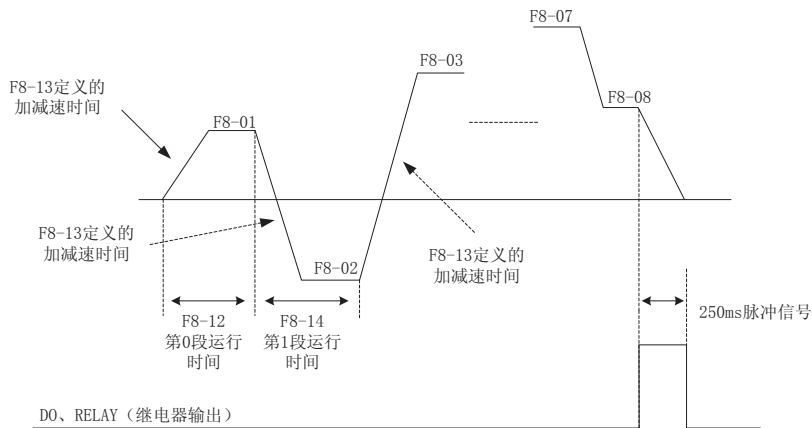 F8-07
F8-03
F8-13定义的
加减速时间
F8-08
F8-01
F8-13定义的
加减速时间
F8-13定义的
加减速时间
F8-02
250ms脉冲信号
F8-12
第0段运行
时间
F8-14
第1段运行
时间
DO、RELAY（继电器输出）